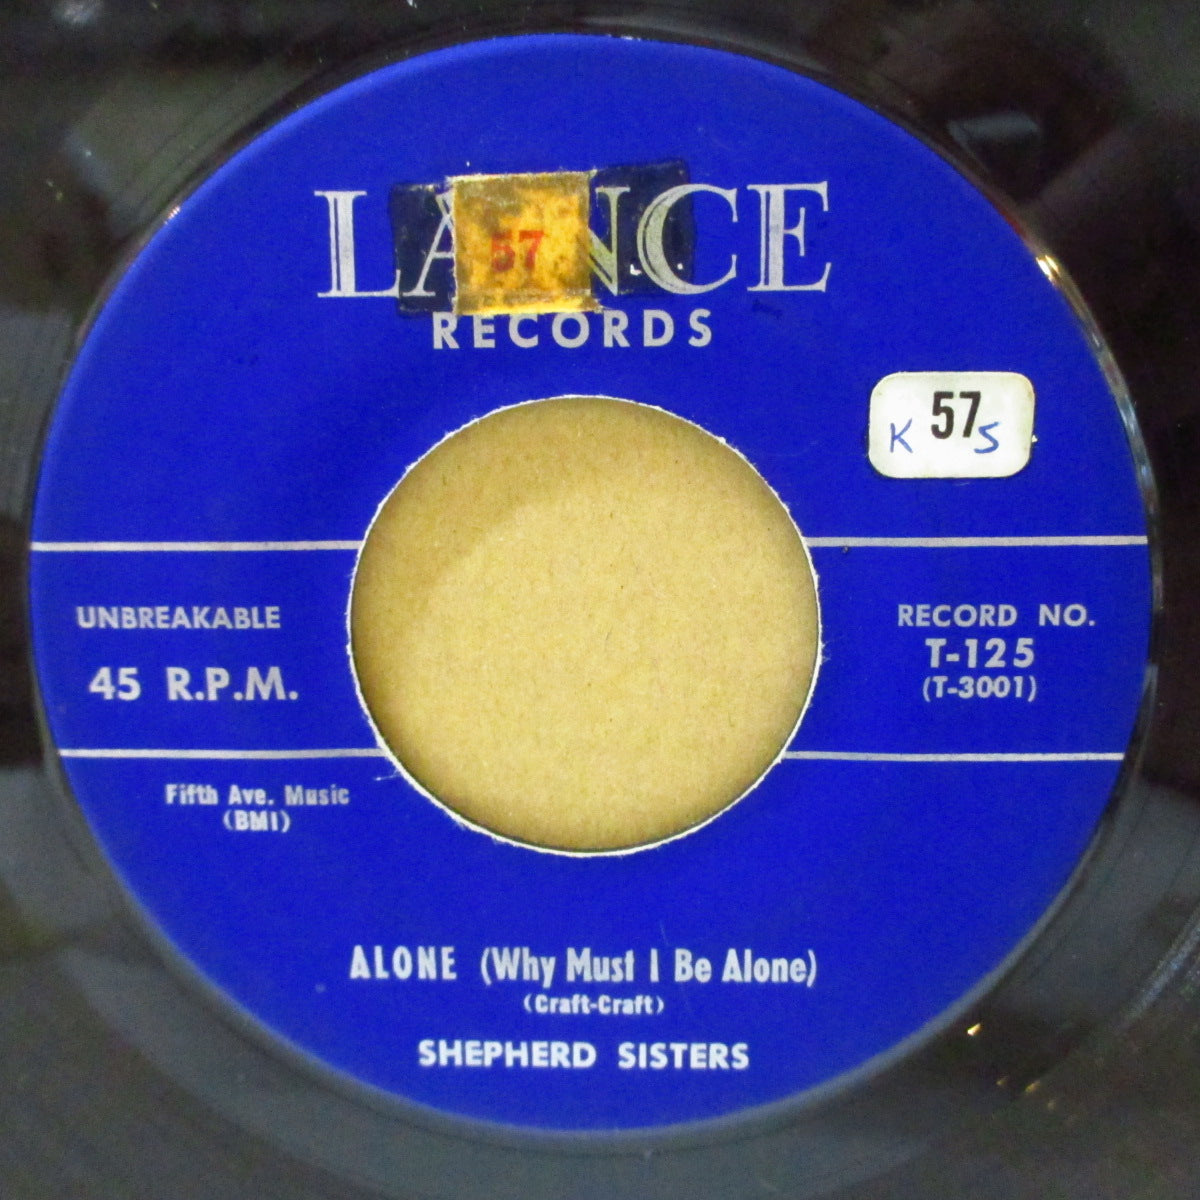 LANCE
57
RECORDS
57
K S
UNBREAKABLE
45 R.P.M.
RECORD NO.
T-125
(T-3001)
Fifth Ave. Music
(BMI)
ALONE (Why Must I Be Alone)
(Craft-Craft)
SHEPHERD SISTERS